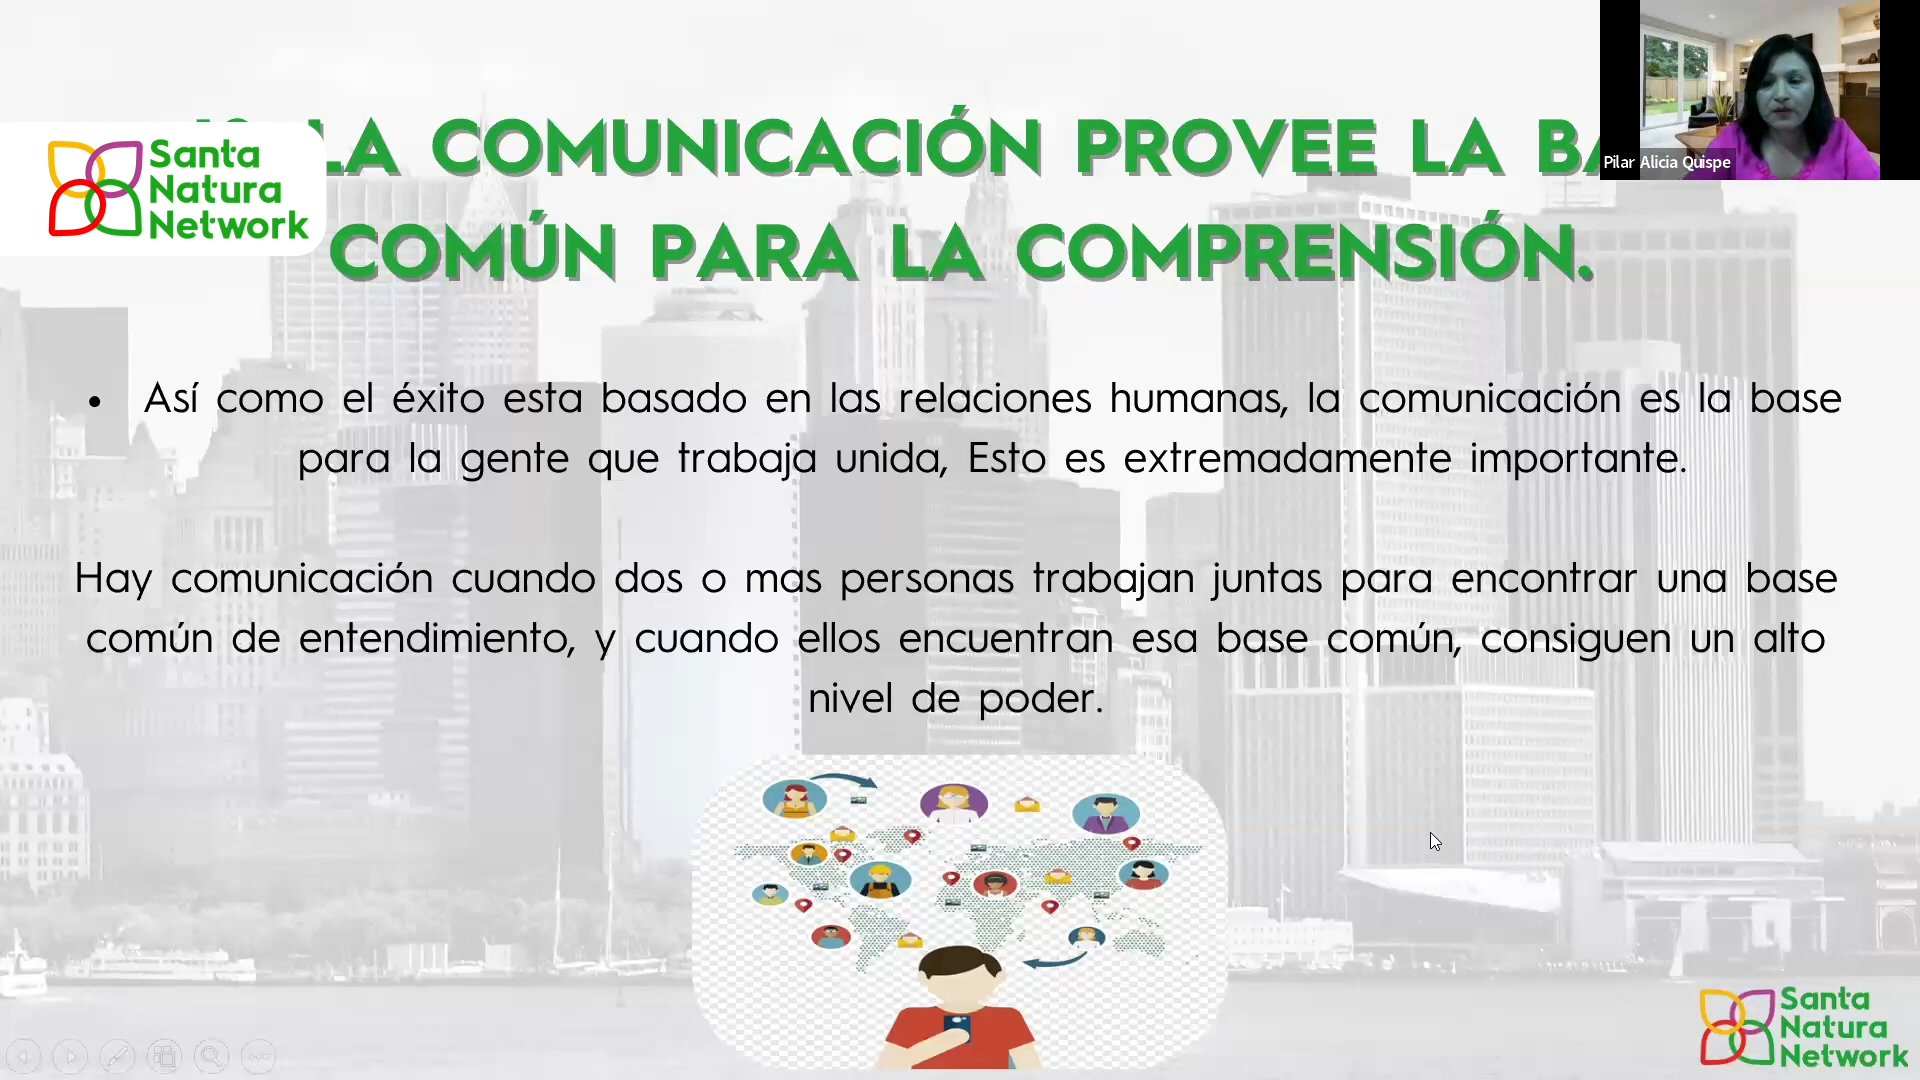 LA COMUNICACIÓN PROVEE LA
COMÚN PARA LA COMPRENSIÓN.
Santa
Natura
Network
Pilar Alicia Quispe
• Así como el éxito esta basado en las relaciones humanas, la comunicación es la base
para la gente que trabaja unida, Esto es extremadamente importante.
Hay comunicación cuando dos o mas personas trabajan juntas para encontrar una base
común de entendimiento, y cuando ellos encuentran esa base común, consiguen un alto
nivel de poder.
Santa
Natura
Network